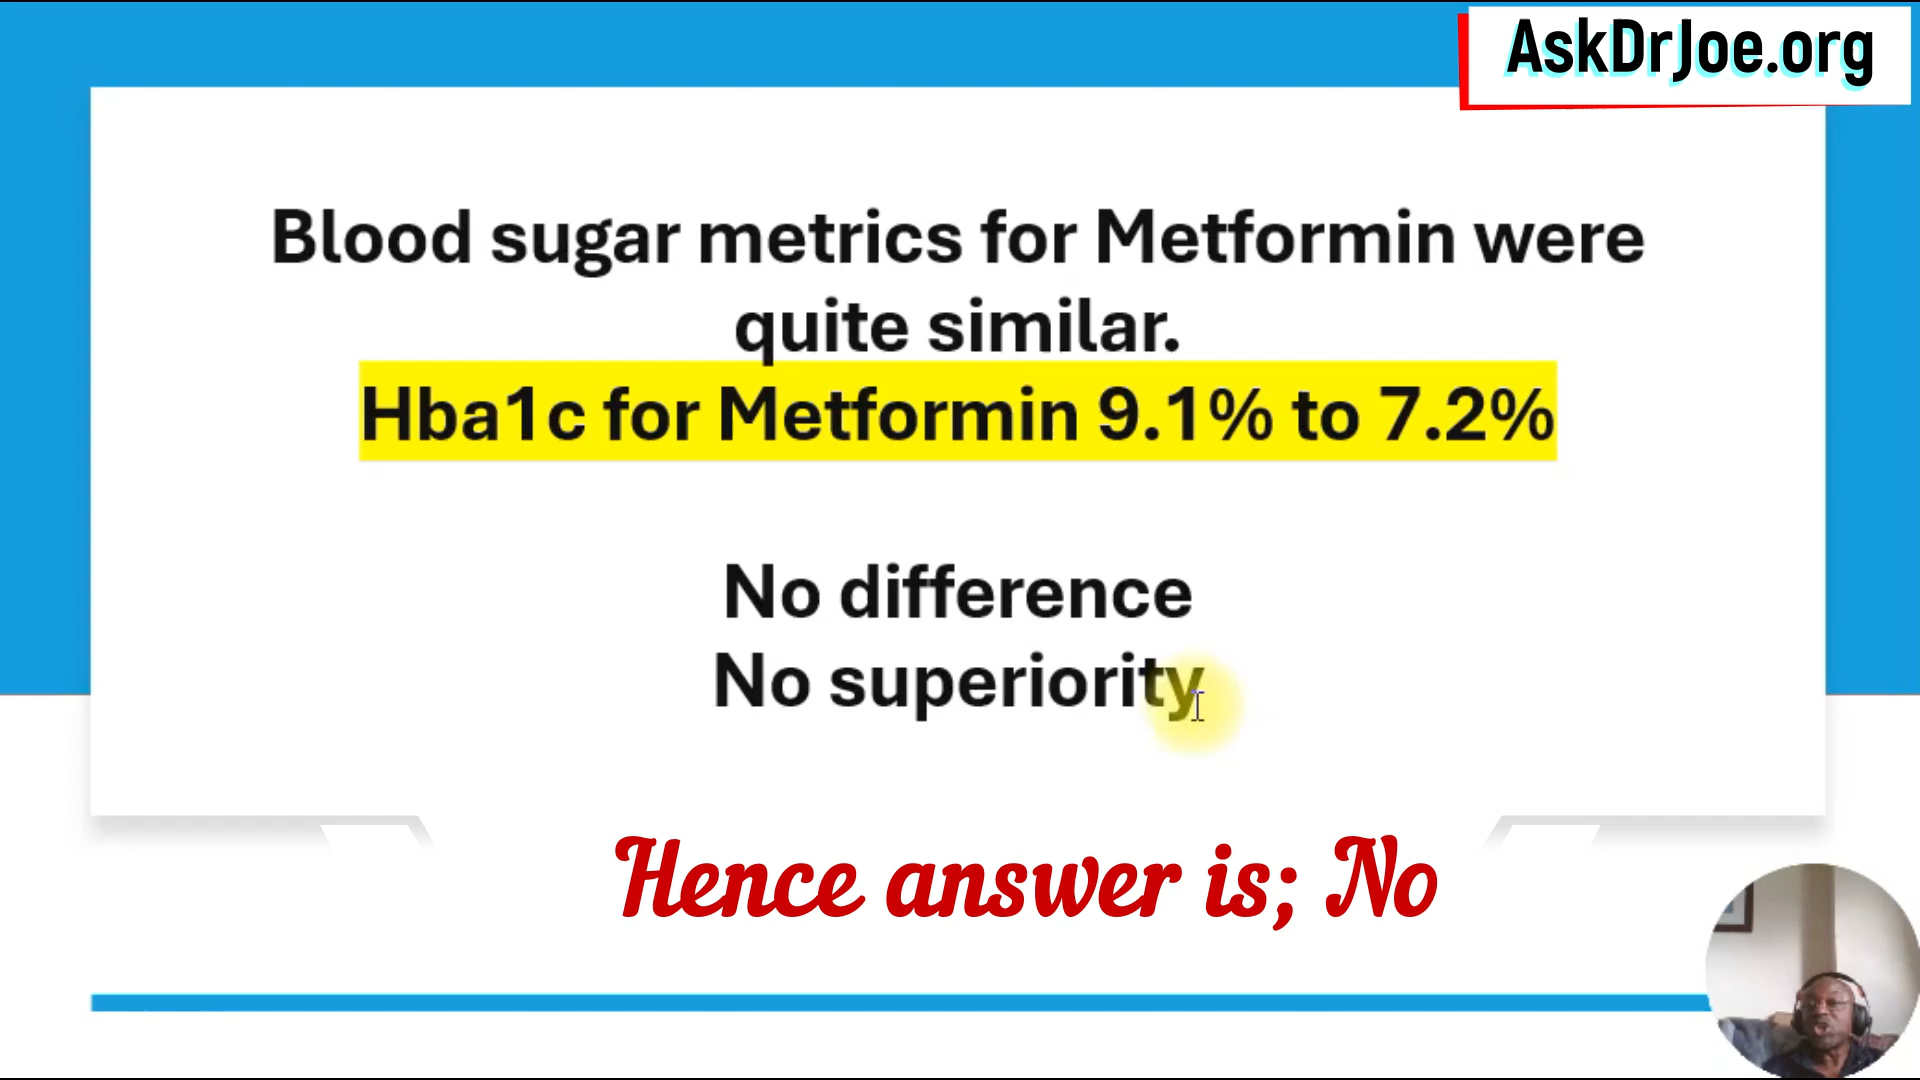 AskDrJoe.org
Blood sugar metrics for Metformin were
quite similar.
Hba1c for Metformin 9.1% to 7.2%
No difference
No superiority
Hence answer is; No